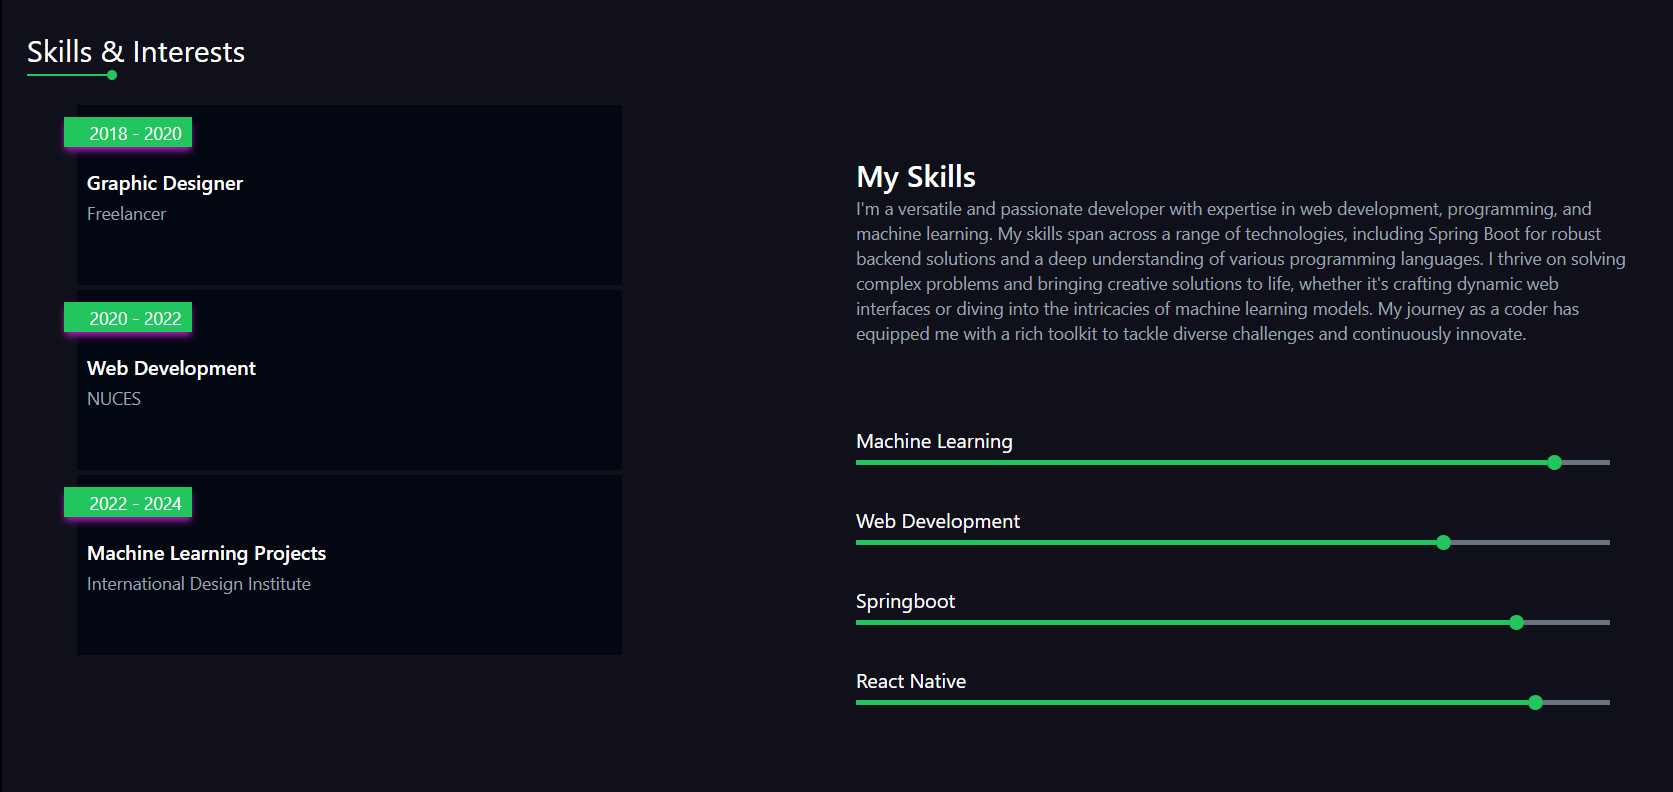 Skills & Interests
2018 - 2020
Graphic Designer
Freelancer
2020 - 2022
Web Development
NUCES
2022 - 2024
Machine Learning Projects
International Design Institute
My Skills
I'm a versatile and passionate developer with expertise in web development, programming, and
machine learning. My skills span across a range of technologies, including Spring Boot for robust
backend solutions and a deep understanding of various programming languages. I thrive on solving
complex problems and bringing creative solutions to life, whether it's crafting dynamic web
interfaces or diving into the intricacies of machine learning models. My journey as a coder has
equipped me with a rich toolkit to tackle diverse challenges and continuously innovate.
Machine Learning
Web Development
Springboot
React Native